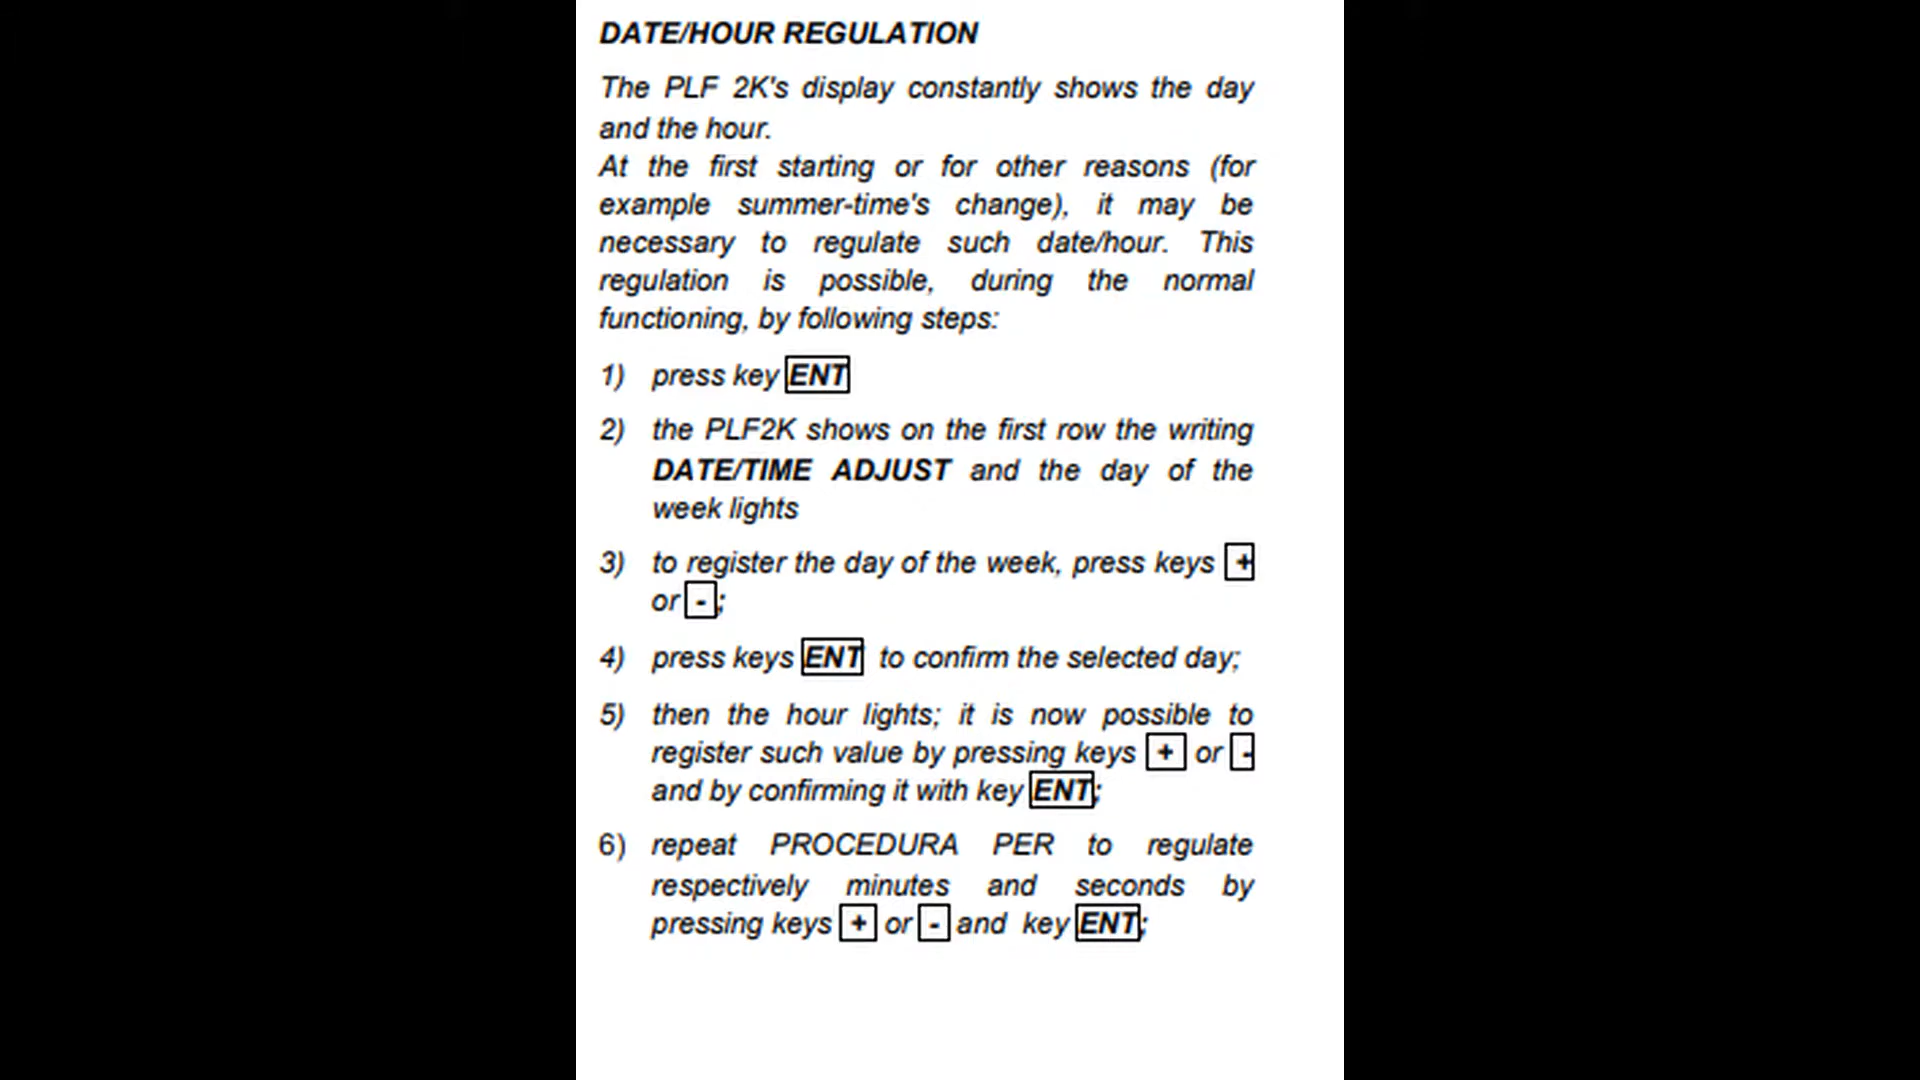 DATE/HOUR REGULATION
The PLF 2K's display constantly shows the day
and the hour.
At the first starting or for other reasons (for
example summer-time's change), it may be
necessary to regulate such date/hour. This
regulation is possible, during the normal
functioning, by following steps:
1) press key ENT
2) the PLF2K shows on the first row the writing
DATE/TIME ADJUST and the day of the
week lights
3) to register the day of the week, press keys +
or -;
4) press keys ENT to confirm the selected day;
5) then the hour lights; it is now possible to
register such value by pressing keys + or -
and by confirming it with key ENT;
6) repeat PROCEDURA PER to regulate
respectively minutes and seconds by
pressing keys + or - and key ENT;